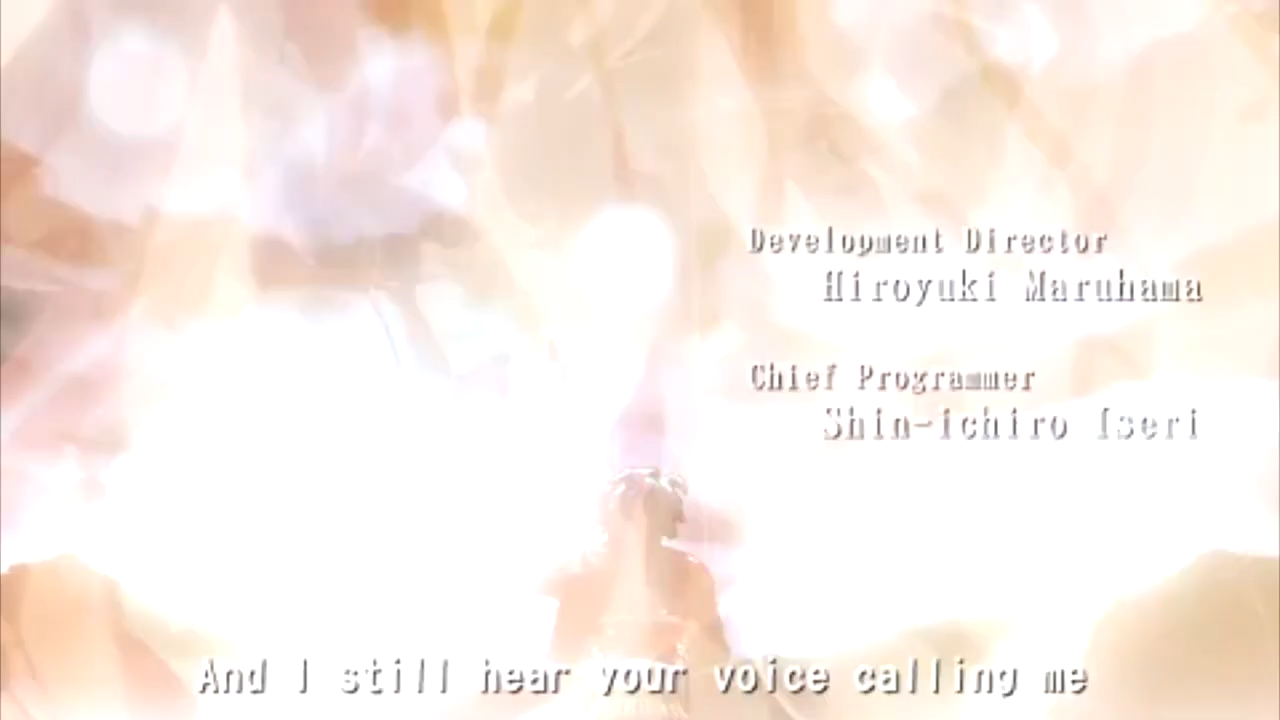 Development Director
Hiroyuki Maruhama
Chief Programmer
Shin-ichiro Iseri
And I still hear your voice calling me